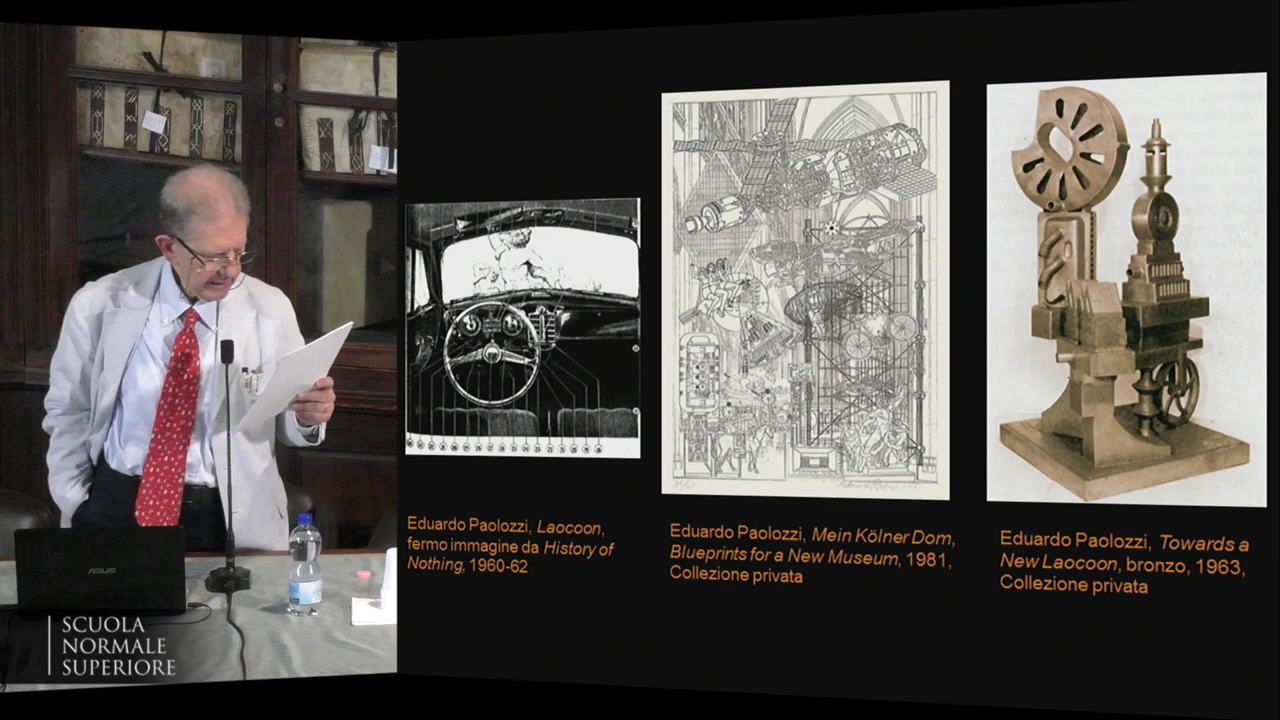 Eduardo Paolozzi, Laocoon,
fermo immagine da History of
Nothing, 1960-62
Eduardo Paolozzi, Mein Kölner Dom,
Blueprints for a New Museum, 1981,
Collezione privata
Eduardo Paolozzi, Towards a
New Laocoon, bronzo, 1963,
Collezione privata
ASUS
SCUOLA
NORMALE
SUPERIORE